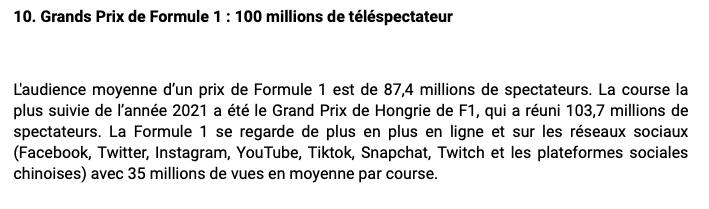 10. Grands Prix de Formule 1 : 100 millions de téléspectateur
L'audience moyenne d'un prix de Formule 1 est de 87,4 millions de spectateurs. La course la
plus suivie de l'année 2021 a été le Grand Prix de Hongrie de F1, qui a réuni 103,7 millions de
spectateurs. La Formule 1 se regarde de plus en plus en ligne et sur les réseaux sociaux
(Facebook, Twitter, Instagram, YouTube, Tiktok, Snapchat, Twitch et les plateformes sociales
chinoises) avec 35 millions de vues en moyenne par course.